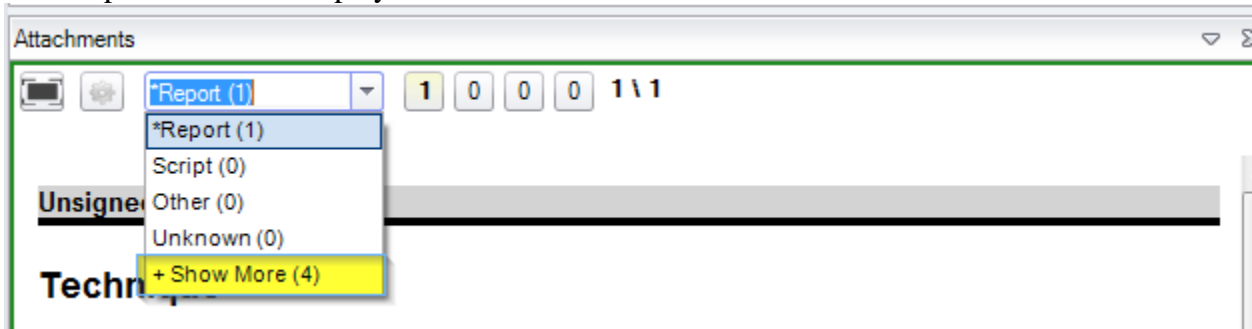 Attachments
*Report (1) 1 0 0 0 1 \ 1
*Report (1)
Script (0)
Other (0)
Unknown (0)
+ Show More (4)